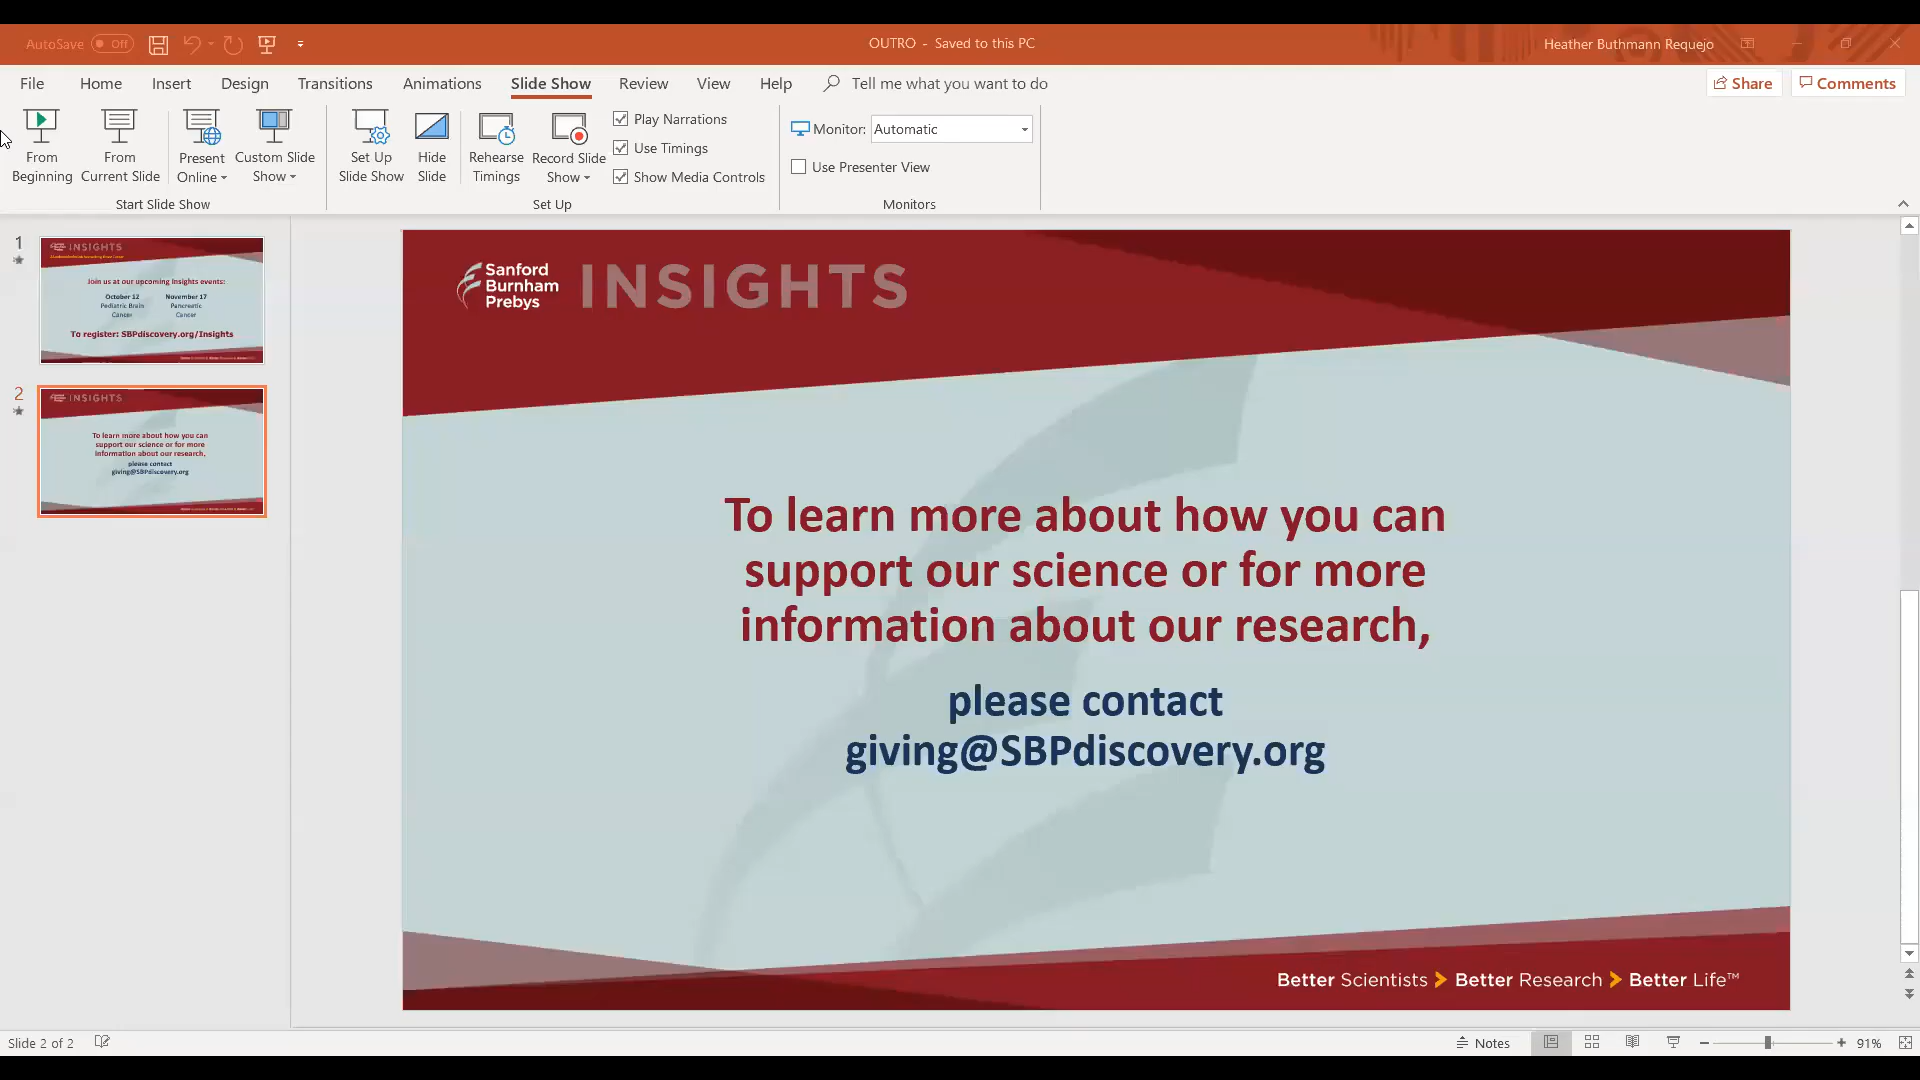 AutoSave Off
OUTRO - Saved to this PC
Heather Buthmann Requejo
File Home Insert Design Transitions Animations Slide Show Review View Help Tell me what you want to do
Share Comments
From Beginning
From Current Slide
Present Online
Custom Slide Show
Start Slide Show
Set Up Slide Show
Hide Slide
Rehearse Timings
Record Slide Show
Play Narrations
Use Timings
Show Media Controls
Set Up
Monitor: Automatic
Use Presenter View
Monitors
1
INSIGHTS
Join us at our upcoming Insights events:
October 12 November 17
Pediatric Brain Pancreatic
Cancer Cancer
To register: SBPdiscovery.org/Insights
2
INSIGHTS
To learn more about how you can
support our science or for more
information about our research,
please contact
giving@SBPdiscovery.org
Sanford
Burnham
Prebys
INSIGHTS
To learn more about how you can
support our science or for more
information about our research,
please contact
giving@SBPdiscovery.org
Better Scientists > Better Research > Better Life™
Slide 2 of 2
Notes
91%